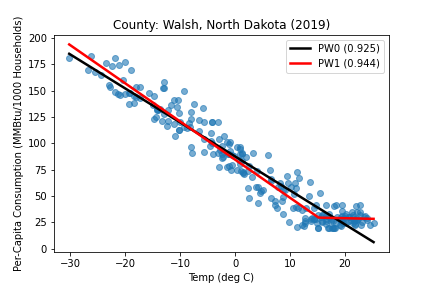 County: Walsh, North Dakota (2019)
PW0 (0.925)
PW1 (0.944)
Per-Capita Consumption (MMBtu/1000 Households)
200
175
150
125
100
75
50
25
0
−30 −20 −10 0 10 20
Temp (deg C)